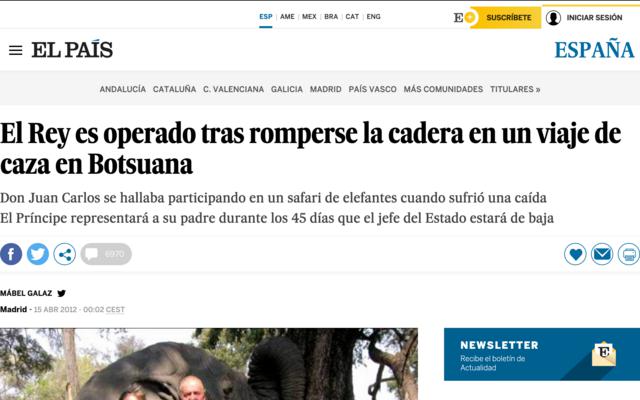 ESP AME MEX BRA CAT ENG
E+ SUSCRÍBETE INICIAR SESIÓN
EL PAÍS ESPAÑA
ANDALUCÍA CATALUÑA C. VALENCIANA GALICIA MADRID PAÍS VASCO MÁS COMUNIDADES TITULARES »
El Rey es operado tras romperse la cadera en un viaje de
caza en Botsuana
Don Juan Carlos se hallaba participando en un safari de elefantes cuando sufrió una caída
El Príncipe representará a su padre durante los 45 días que el jefe del Estado estará de baja
6970
MÁBEL GALAZ
Madrid - 15 ABR 2012 - 00:02 CEST
NEWSLETTER
Recibe el boletín de
Actualidad
E